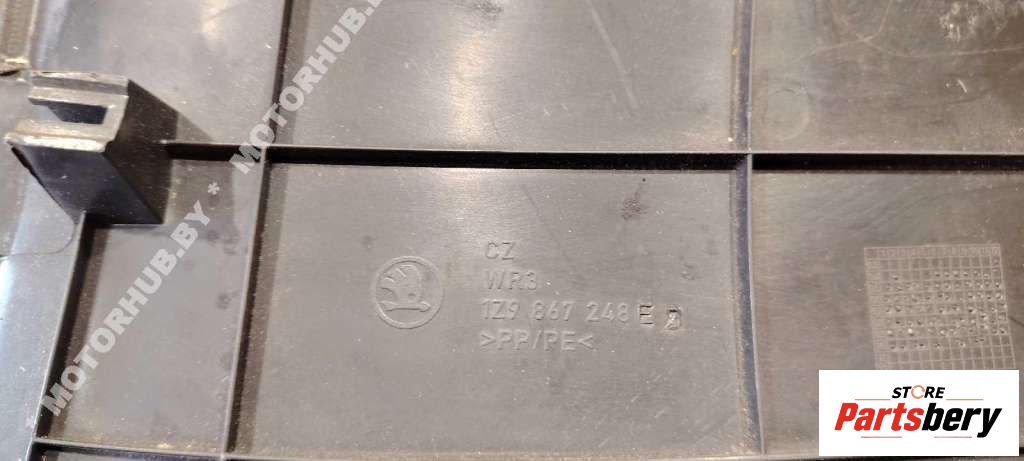 MOTORHUB.BY * MOTORHUB.BY
CZ
WR3
1Z9 867 248 E D
>PP/PE<
STORE
Partsbery